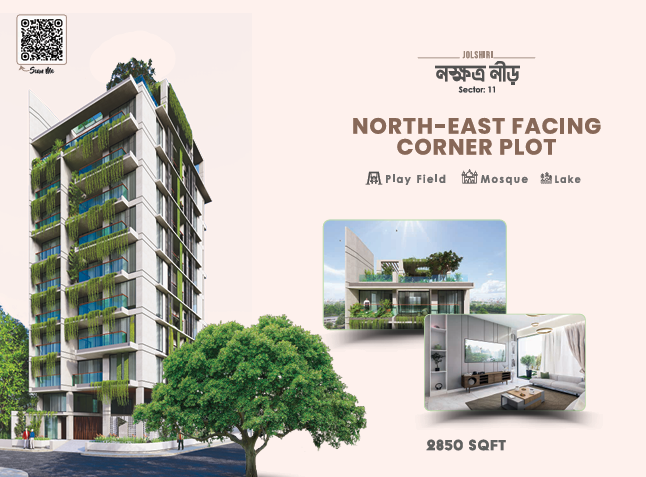 Scan Me
JOLSHIRI
নক্ষত্র নীড়
Sector: 11
NORTH-EAST FACING
CORNER PLOT
Play Field Mosque Lake
2850 SQFT